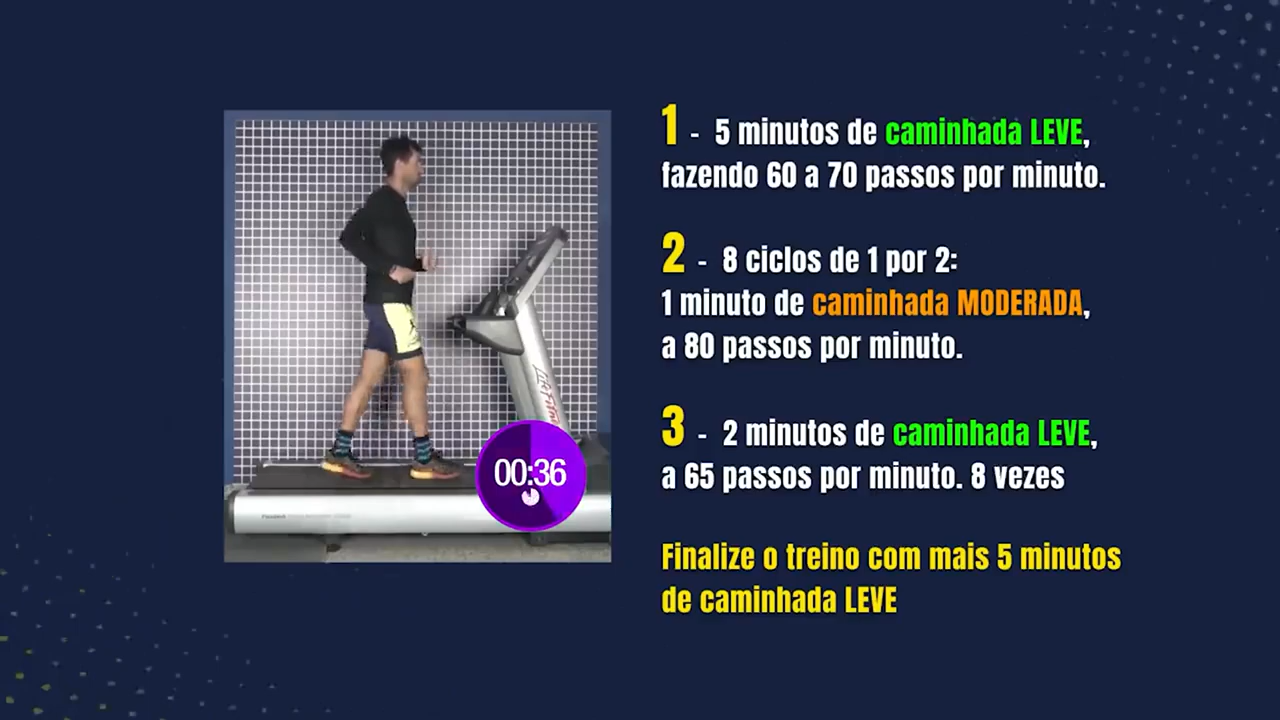 1 - 5 minutos de caminhada LEVE,
fazendo 60 a 70 passos por minuto.
2 - 8 ciclos de 1 por 2:
1 minuto de caminhada MODERADA,
a 80 passos por minuto.
3 - 2 minutos de caminhada LEVE,
a 65 passos por minuto. 8 vezes
Finalize o treino com mais 5 minutos
de caminhada LEVE
00:36